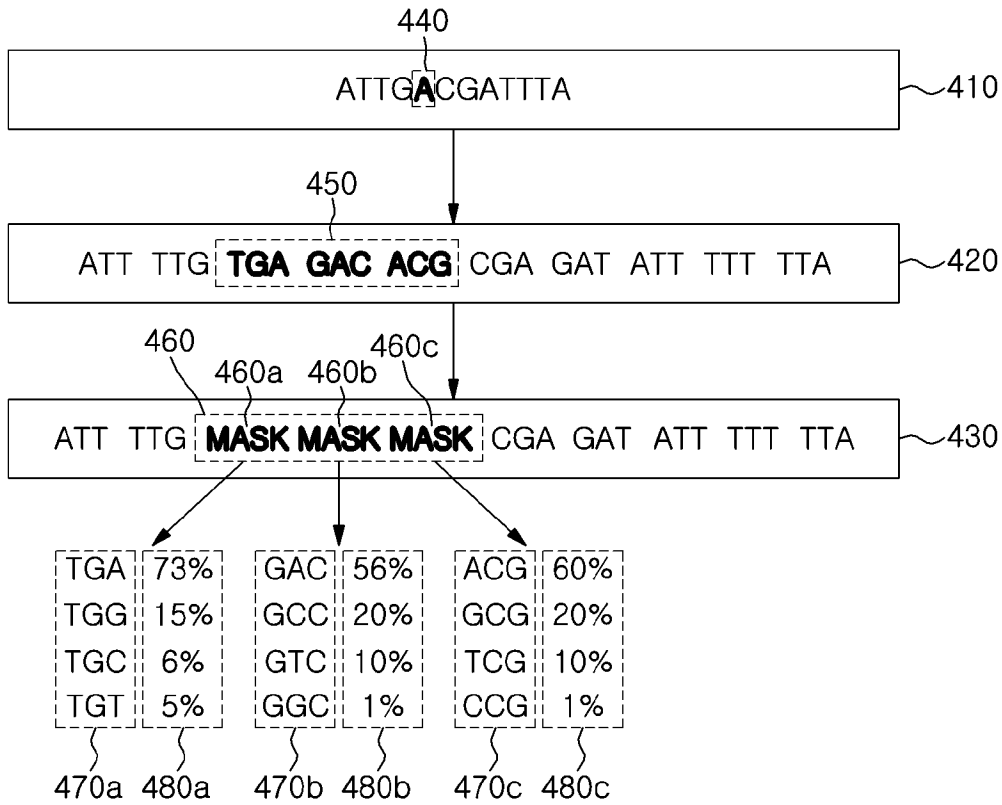 440
ATTGACGATTTA 410
450
ATT TTG TGA GAC ACG CGA GAT ATT TTT TTA 420
460 460a 460b 460c
ATT TTG MASK MASK MASK CGA GAT ATT TTT TTA 430
TGA 73% GAC 56% ACG 60%
TGG 15% GCC 20% GCG 20%
TGC 6% GTC 10% TCG 10%
TGT 5% GGC 1% CCG 1%
470a 480a 470b 480b 470c 480c